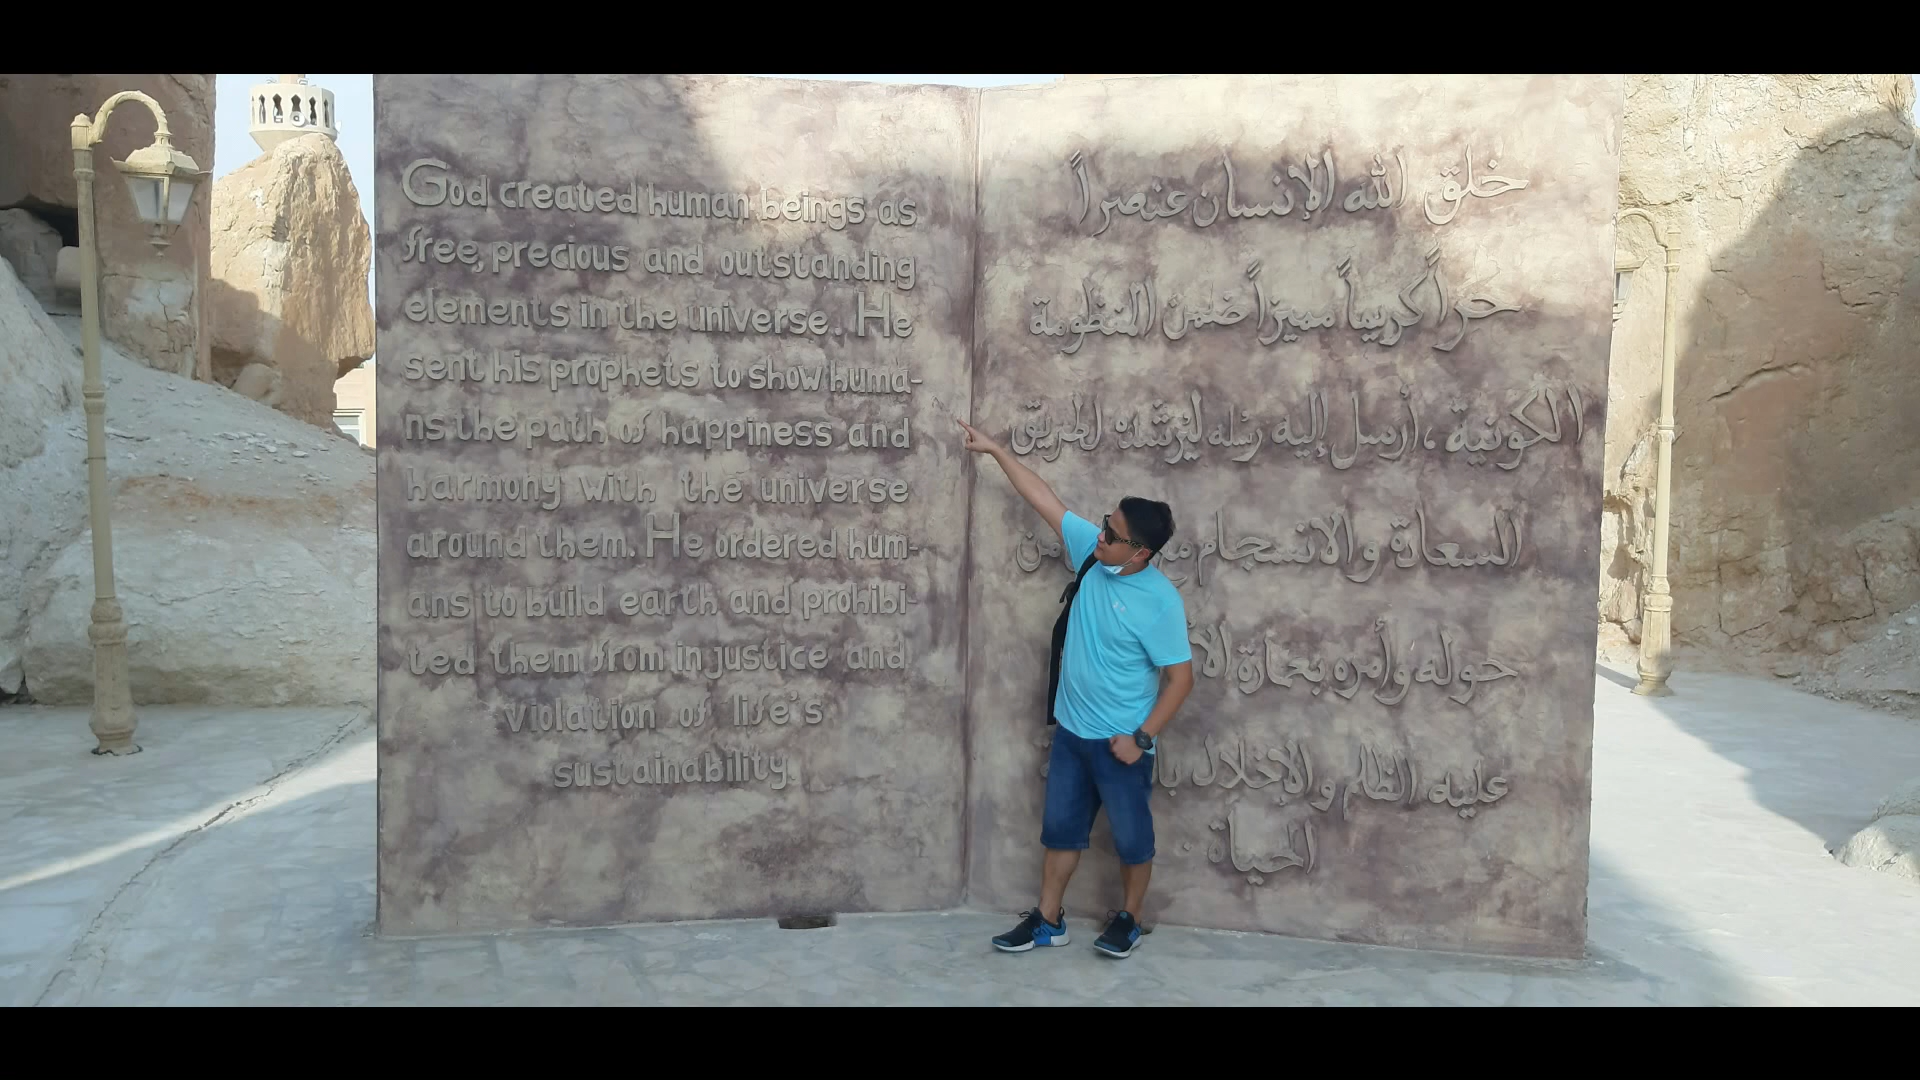 God created human beings as
free, precious and outstanding
elements in the universe. He
sent his prophets to show huma-
ns the path of happiness and
harmony with the universe
around them. He ordered hum-
ans to build earth and prohibi-
ted them from injustice and
violation of life's
sustainability.
خلق الله الإنسان عنصراً
حراً كريماً مميزاً ضمن المنظومة
الكونية، أرسل إليه رسله لترشده لطريق
السعادة والانسجام من
حوله وأمره بعمارة
عليه الظلم والإخلال
الحياة.